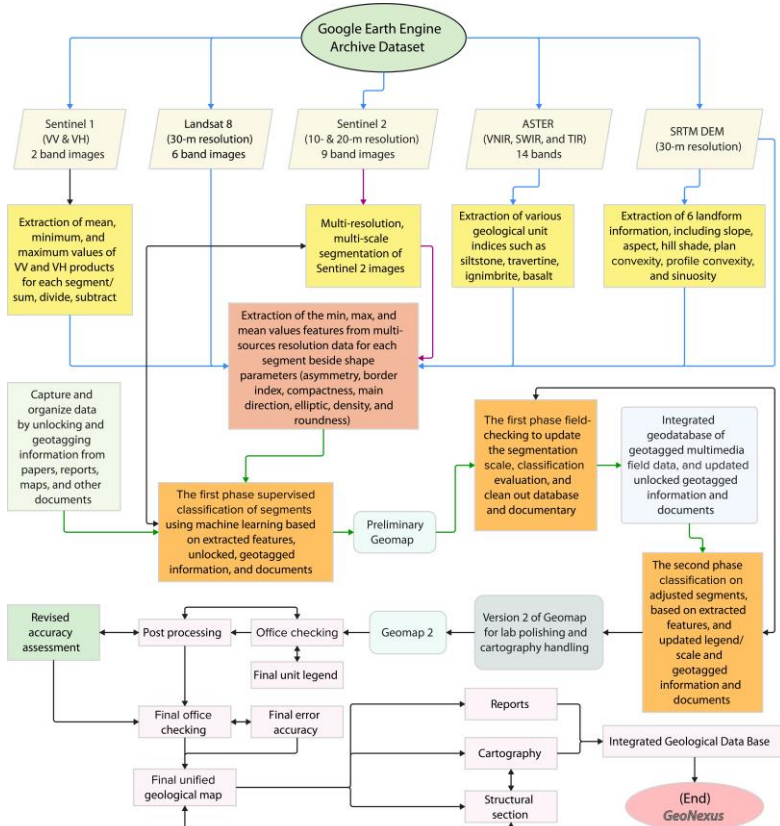 Google Earth Engine
Archive Dataset
Sentinel 1
(VV & VH)
2 band images
Landsat 8
(30-m resolution)
6 band images
Sentinel 2
(10- & 20-m resolution)
9 band images
ASTER
(VNIR, SWIR, and TIR)
14 bands
SRTM DEM
(30-m resolution)
Extraction of mean,
minimum, and
maximum values of
VV and VH products
for each segment/
sum, divide, subtract
Multi-resolution,
multi-scale
segmentation of
Sentinel 2 images
Extraction of various
geological unit
indices such as
siltstone, travertine,
ignimbrite, basalt
Extraction of 6 landform
information, including slope,
aspect, hill shade, plan
convexity, profile convexity,
and sinuosity
Extraction of the min, max, and
mean values features from multi-
sources resolution data for each
segment beside shape
parameters (asymmetry, border
index, compactness, main
direction, elliptic, density, and
roundness)
Capture and
organize data
by unlocking and
geotagging
information from
papers, reports,
maps, and other
documents
The first phase supervised
classification of segments
using machine learning based
on extracted features,
unlocked, geotagged
information, and documents
Preliminary
Geomap
The first phase field-
checking to update
the segmentation
scale, classification
evaluation, and
clean out database
and documentary
Integrated
geodatabase of
geotagged multimedia
field data, and updated
unlocked geotagged
information and
documents
The second phase
classification on
adjusted segments,
based on extracted
features, and
updated legend/
scale and
geotagged
information and
documents
Version 2 of Geomap
for lab polishing and
cartography handling
Geomap 2
Office checking
Final unit legend
Post processing
Revised
accuracy
assessment
Final office
checking
Final error
accuracy
Final unified
geological map
Reports
Cartography
Structural
section
Integrated Geological Data Base
(End)
GeoNexus